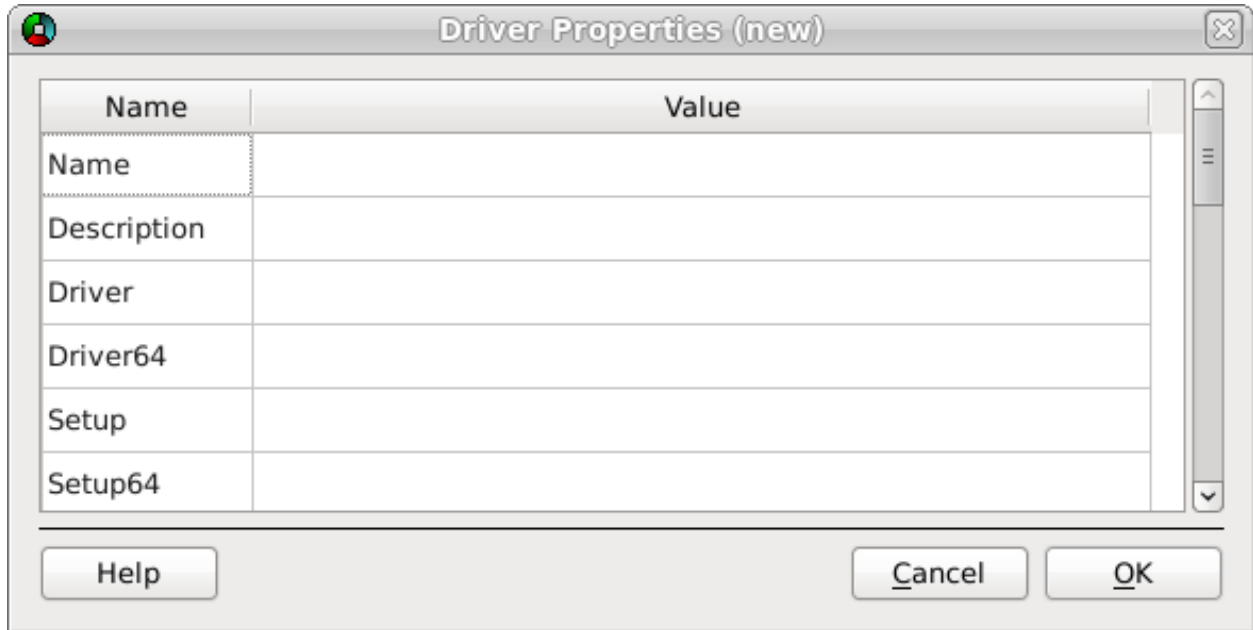 Driver Properties (new)
Name Value
Name
Description
Driver
Driver64
Setup
Setup64
Help Cancel OK